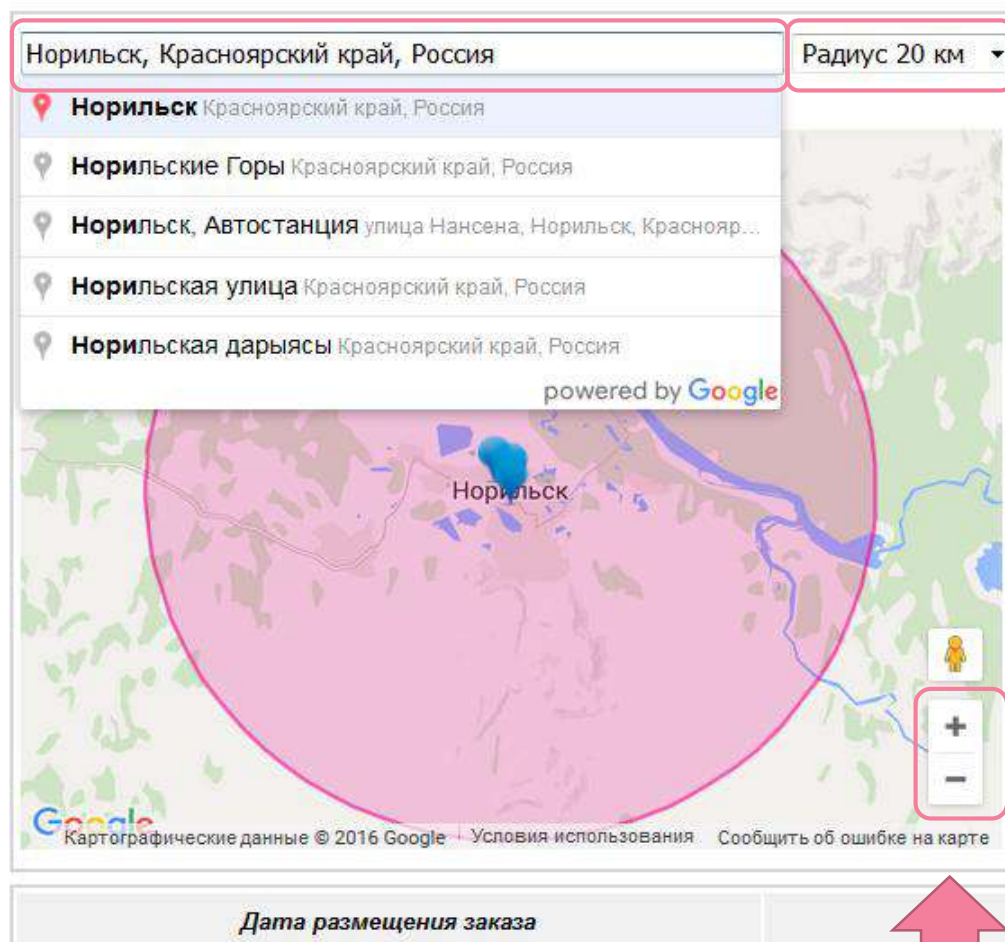 Норильск, Красноярский край, Россия
Радиус 20 км
Норильск Красноярский край, Россия
Норильские Горы Красноярский край, Россия
Норильск, Автостанция улица Нансена, Норильск, Краснояр...
Норильская улица Красноярский край, Россия
Норильская дарыясы Красноярский край, Россия
powered by Google
Норильск
+
−
Google
Картографические данные © 2016 Google Условия использования Сообщить об ошибке на карте
Дата размещения заказа